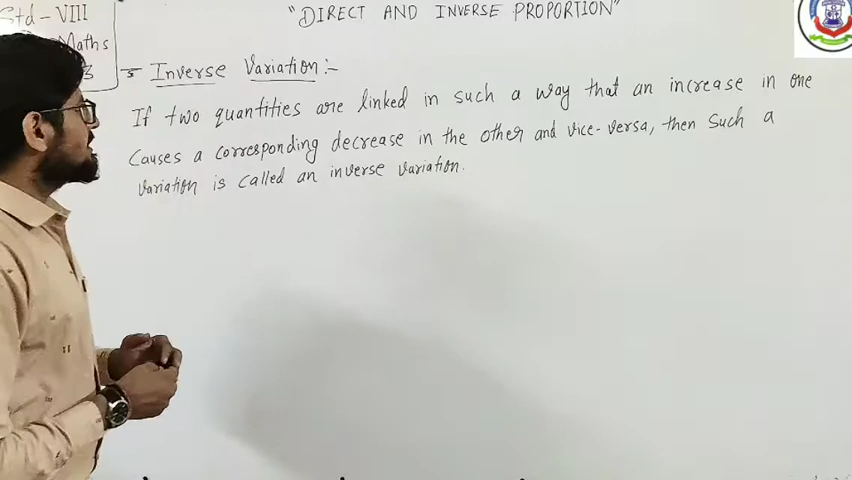 Std - VIII
"DIRECT AND INVERSE PROPORTION"
Maths
Inverse Variation :-
If two quantities are linked in such a way that an increase in one
causes a corresponding decrease in the other and vice-versa, then such a
variation is called an inverse variation.